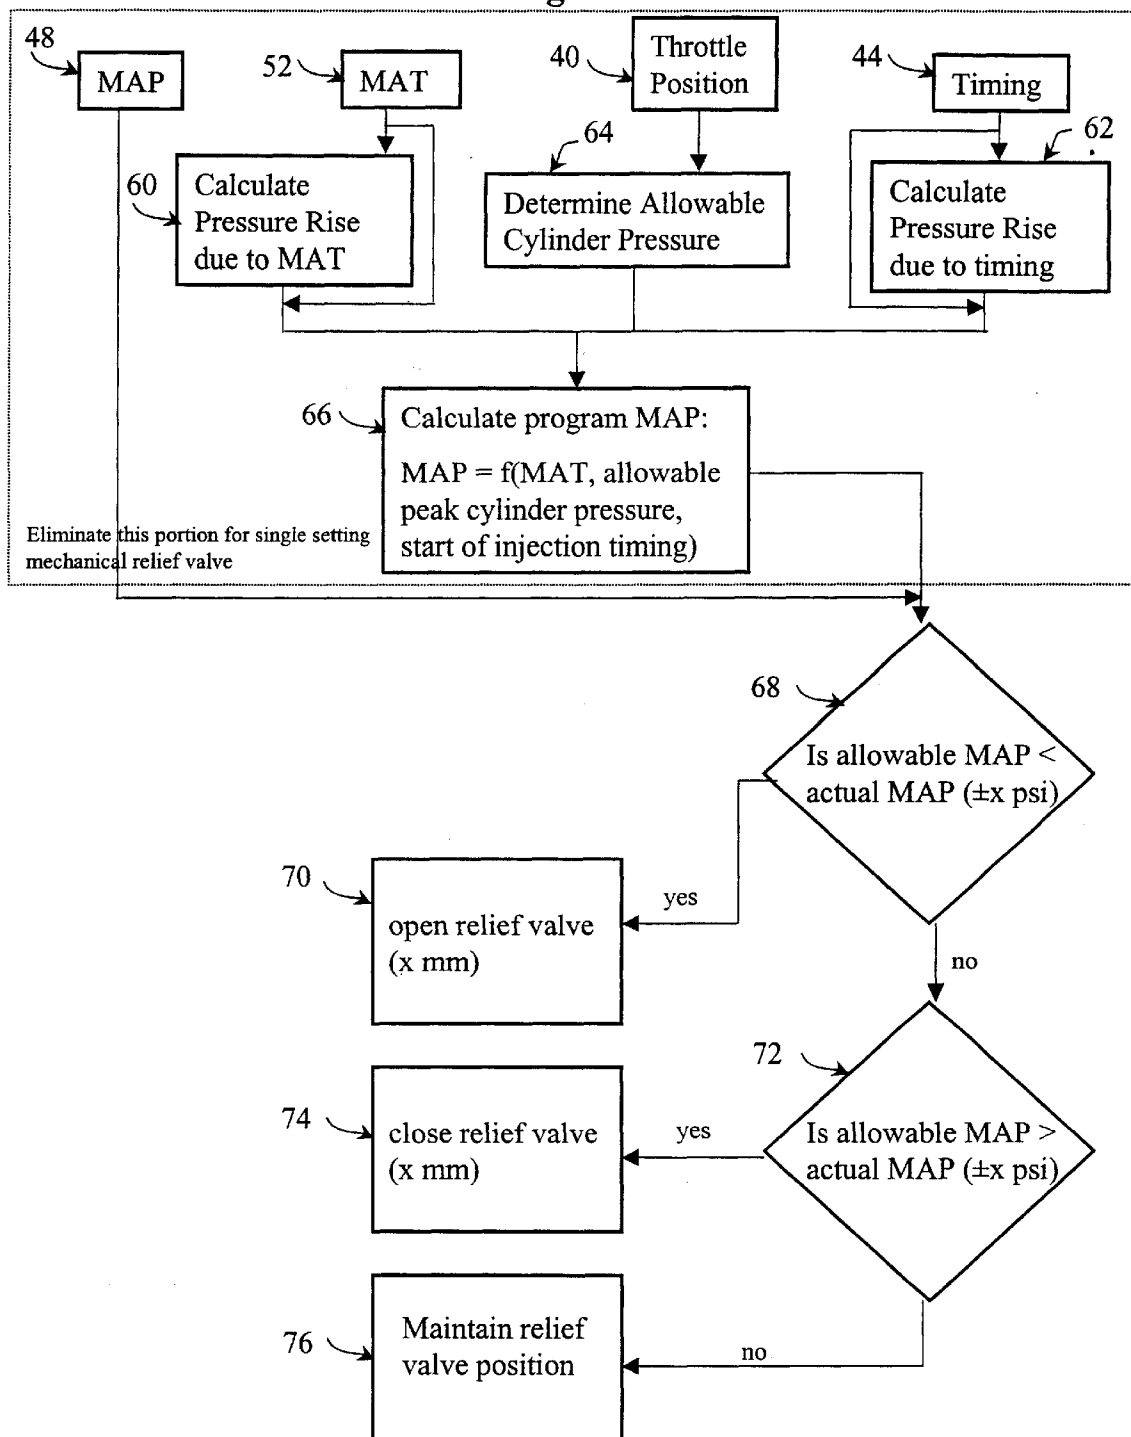 48
MAP
52
MAT
40
Throttle
Position
44
Timing
64
62
60
Calculate
Pressure Rise
due to MAT
Determine Allowable
Cylinder Pressure
Calculate
Pressure Rise
due to timing
66
Calculate program MAP:
MAP = f(MAT, allowable
peak cylinder pressure,
start of injection timing)
Eliminate this portion for single setting
mechanical relief valve
68
Is allowable MAP <
actual MAP (±x psi)
70
yes
open relief valve
(x mm)
no
72
74
close relief valve
(x mm)
yes
Is allowable MAP >
actual MAP (±x psi)
76
Maintain relief
valve position
no